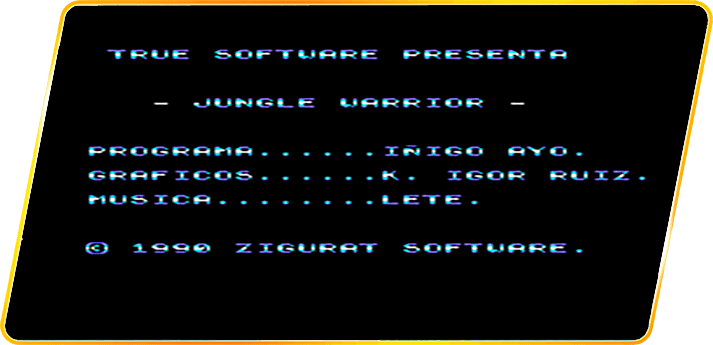 TRUE SOFTWARE PRESENTA
- JUNGLE WARRIOR -
PROGRAMA......IÑIGO AYO.
GRAFICOS......K. IGOR RUIZ.
MUSICA........LETE.
© 1990 ZIGURAT SOFTWARE.